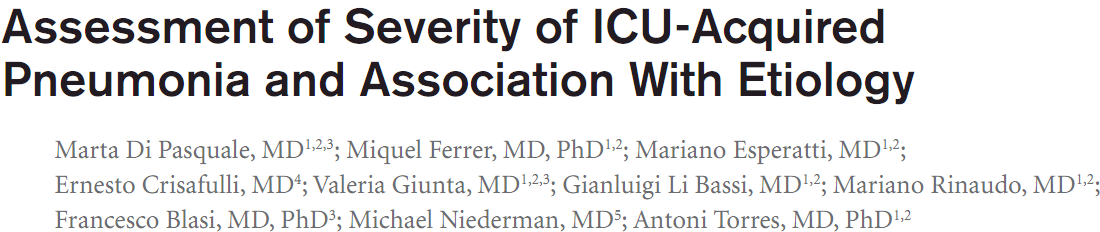 Assessment of Severity of ICU-Acquired
Pneumonia and Association With Etiology
Marta Di Pasquale, MD1,2,3; Miquel Ferrer, MD, PhD1,2; Mariano Esperatti, MD1,2;
Ernesto Crisafulli, MD4; Valeria Giunta, MD1,2,3; Gianluigi Li Bassi, MD1,2; Mariano Rinaudo, MD1,2;
Francesco Blasi, MD, PhD3; Michael Niederman, MD5; Antoni Torres, MD, PhD1,2